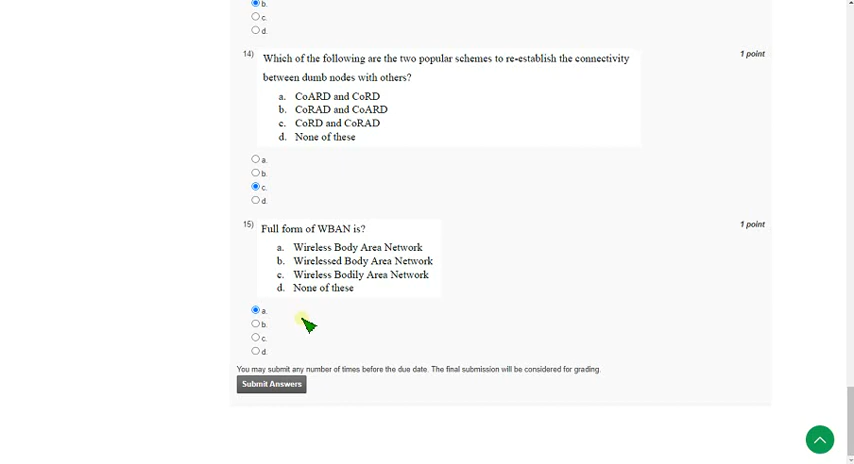 b.
c.
d.
14)
1 point
Which of the following are the two popular schemes to re-establish the connectivity
between dumb nodes with others?
a. CoARD and CoRD
b. CoRAD and CoARD
c. CoRD and CoRAD
d. None of these
a.
b.
c.
d.
15)
1 point
Full form of WBAN is?
a. Wireless Body Area Network
b. Wirelessed Body Area Network
c. Wireless Bodily Area Network
d. None of these
a.
b.
c.
d.
You may submit any number of times before the due date. The final submission will be considered for grading.
Submit Answers